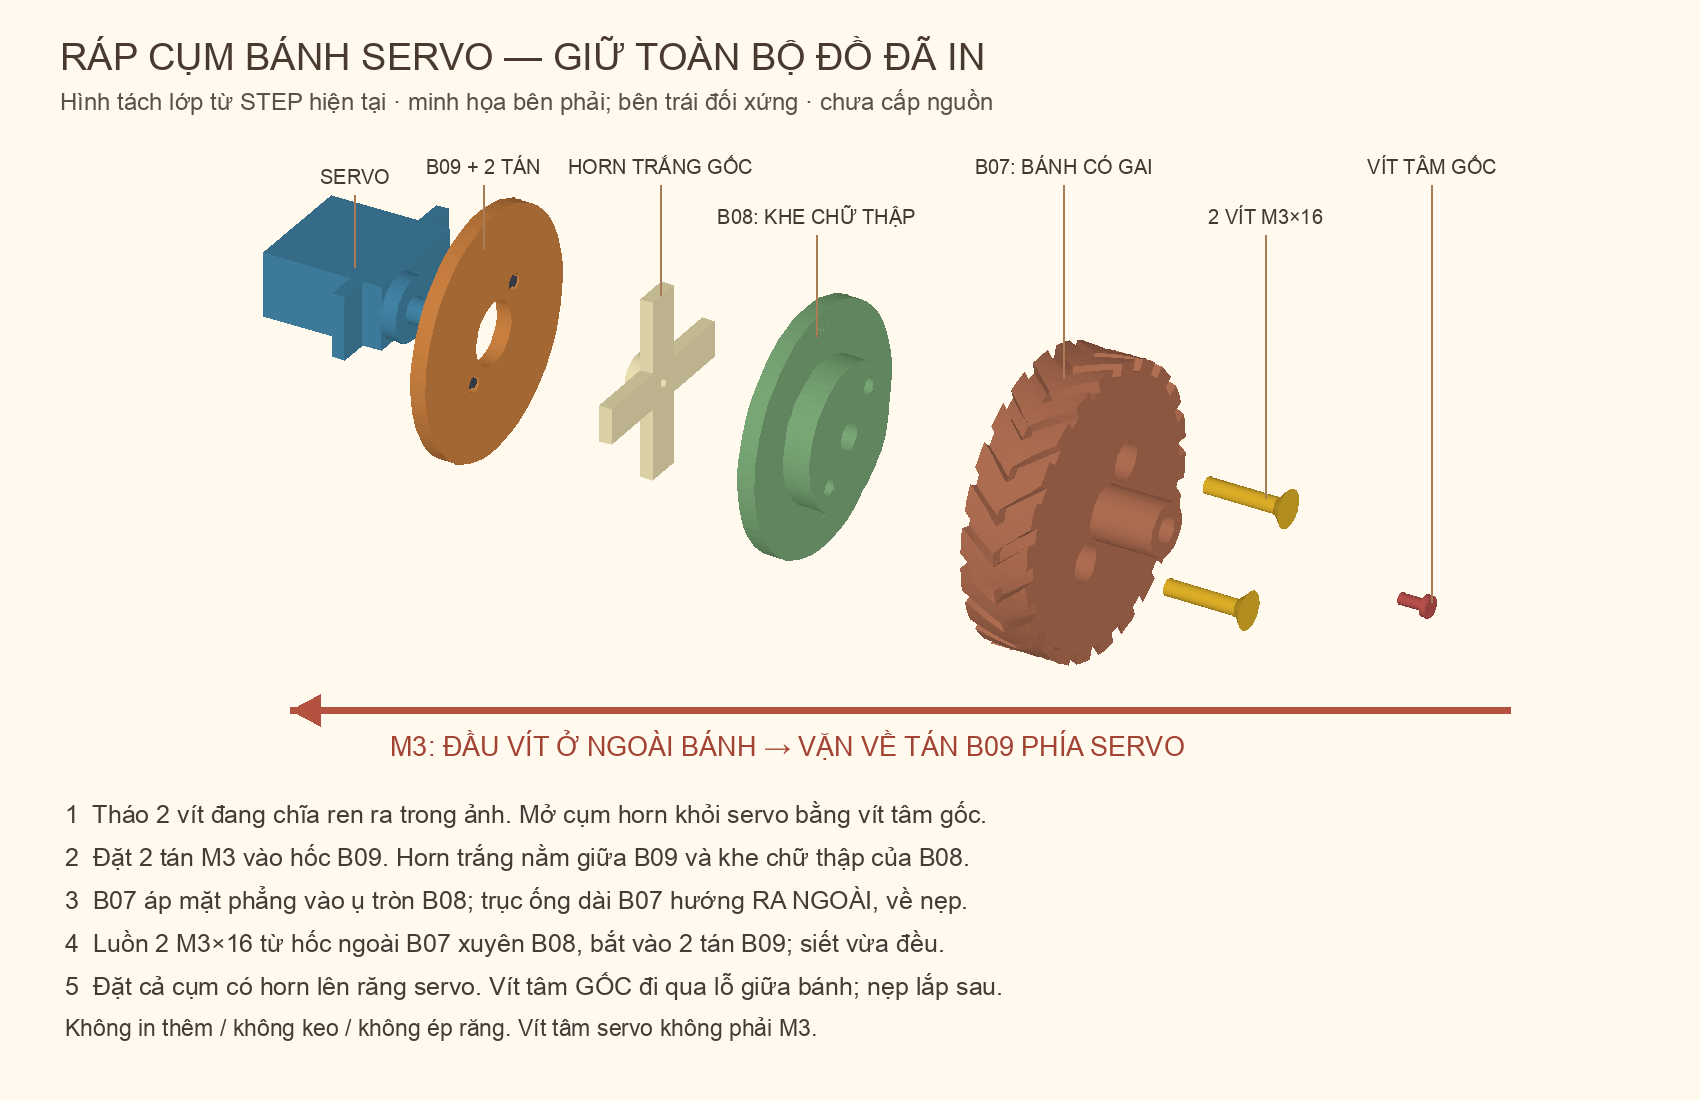 RÁP CỤM BÁNH SERVO — GIỮ TOÀN BỘ ĐỒ ĐÃ IN
Hình tách lớp từ STEP hiện tại · minh họa bên phải; bên trái đối xứng · chưa cấp nguồn
SERVO
B09 + 2 TÁN
HORN TRẮNG GỐC
B08: KHE CHỮ THẬP
B07: BÁNH CÓ GAI
2 VÍT M3×16
VÍT TÂM GỐC
M3: ĐẦU VÍT Ở NGOÀI BÁNH → VẶN VỀ TÁN B09 PHÍA SERVO
1 Tháo 2 vít đang chĩa ren ra trong ảnh. Mở cụm horn khỏi servo bằng vít tâm gốc.
2 Đặt 2 tán M3 vào hốc B09. Horn trắng nằm giữa B09 và khe chữ thập của B08.
3 B07 áp mặt phẳng vào ụ tròn B08; trục ống dài B07 hướng RA NGOÀI, về nẹp.
4 Luồn 2 M3×16 từ hốc ngoài B07 xuyên B08, bắt vào 2 tán B09; siết vừa đều.
5 Đặt cả cụm có horn lên răng servo. Vít tâm GỐC đi qua lỗ giữa bánh; nẹp lắp sau.
Không in thêm / không keo / không ép răng. Vít tâm servo không phải M3.